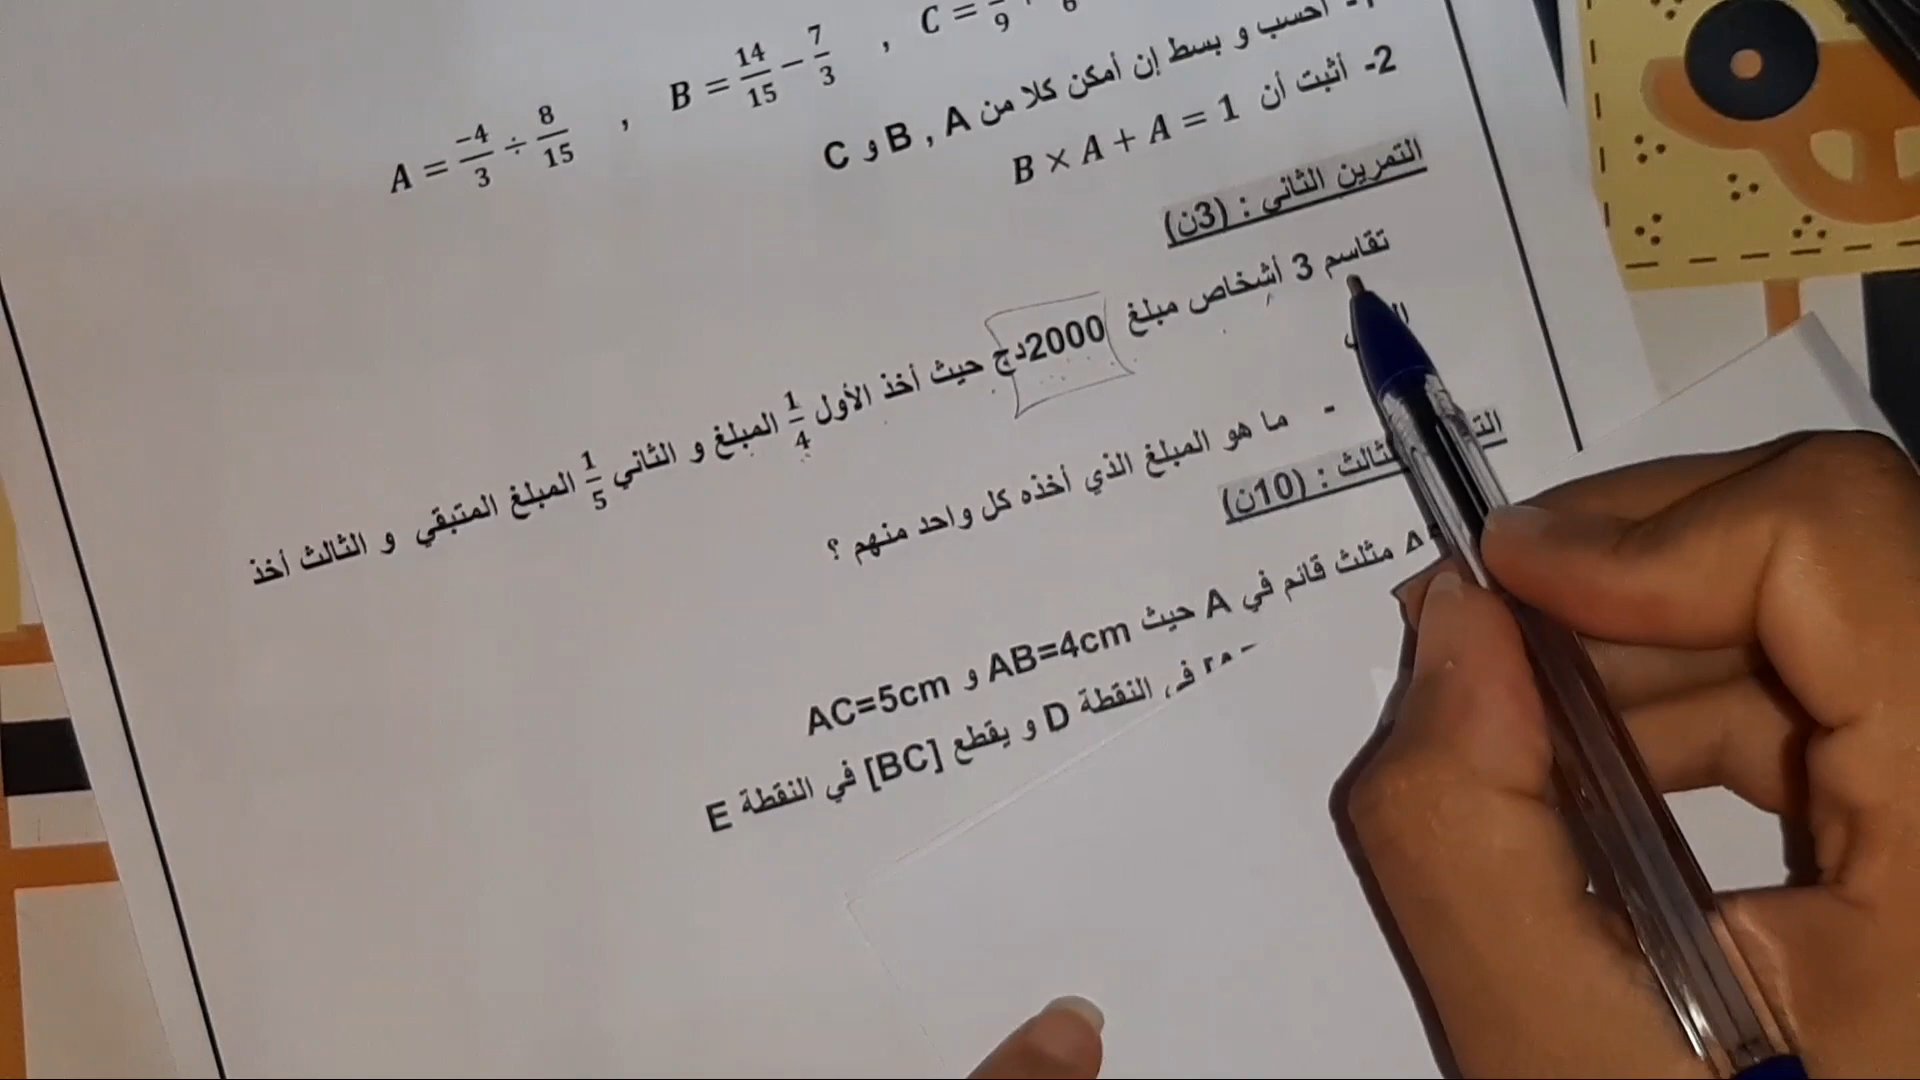 A = -4/3 ÷ 8/15 , B = 14/15 − 7/3 , C =
احسب و بسط إن أمكن كلا من A , B و C
2- أثبت أن B × A + A = 1
التمرين الثاني : (3ن)
تقاسم 3 أشخاص مبلغ 2000دج حيث أخذ الأول 1/4 المبلغ و الثاني 1/5 المبلغ المتبقي و الثالث أخذ
- ما هو المبلغ الذي أخذه كل واحد منهم ؟
الثالث : (10ن)
مثلث قائم في A حيث AB=4cm و AC=5cm
في النقطة D و يقطع [BC] في النقطة E